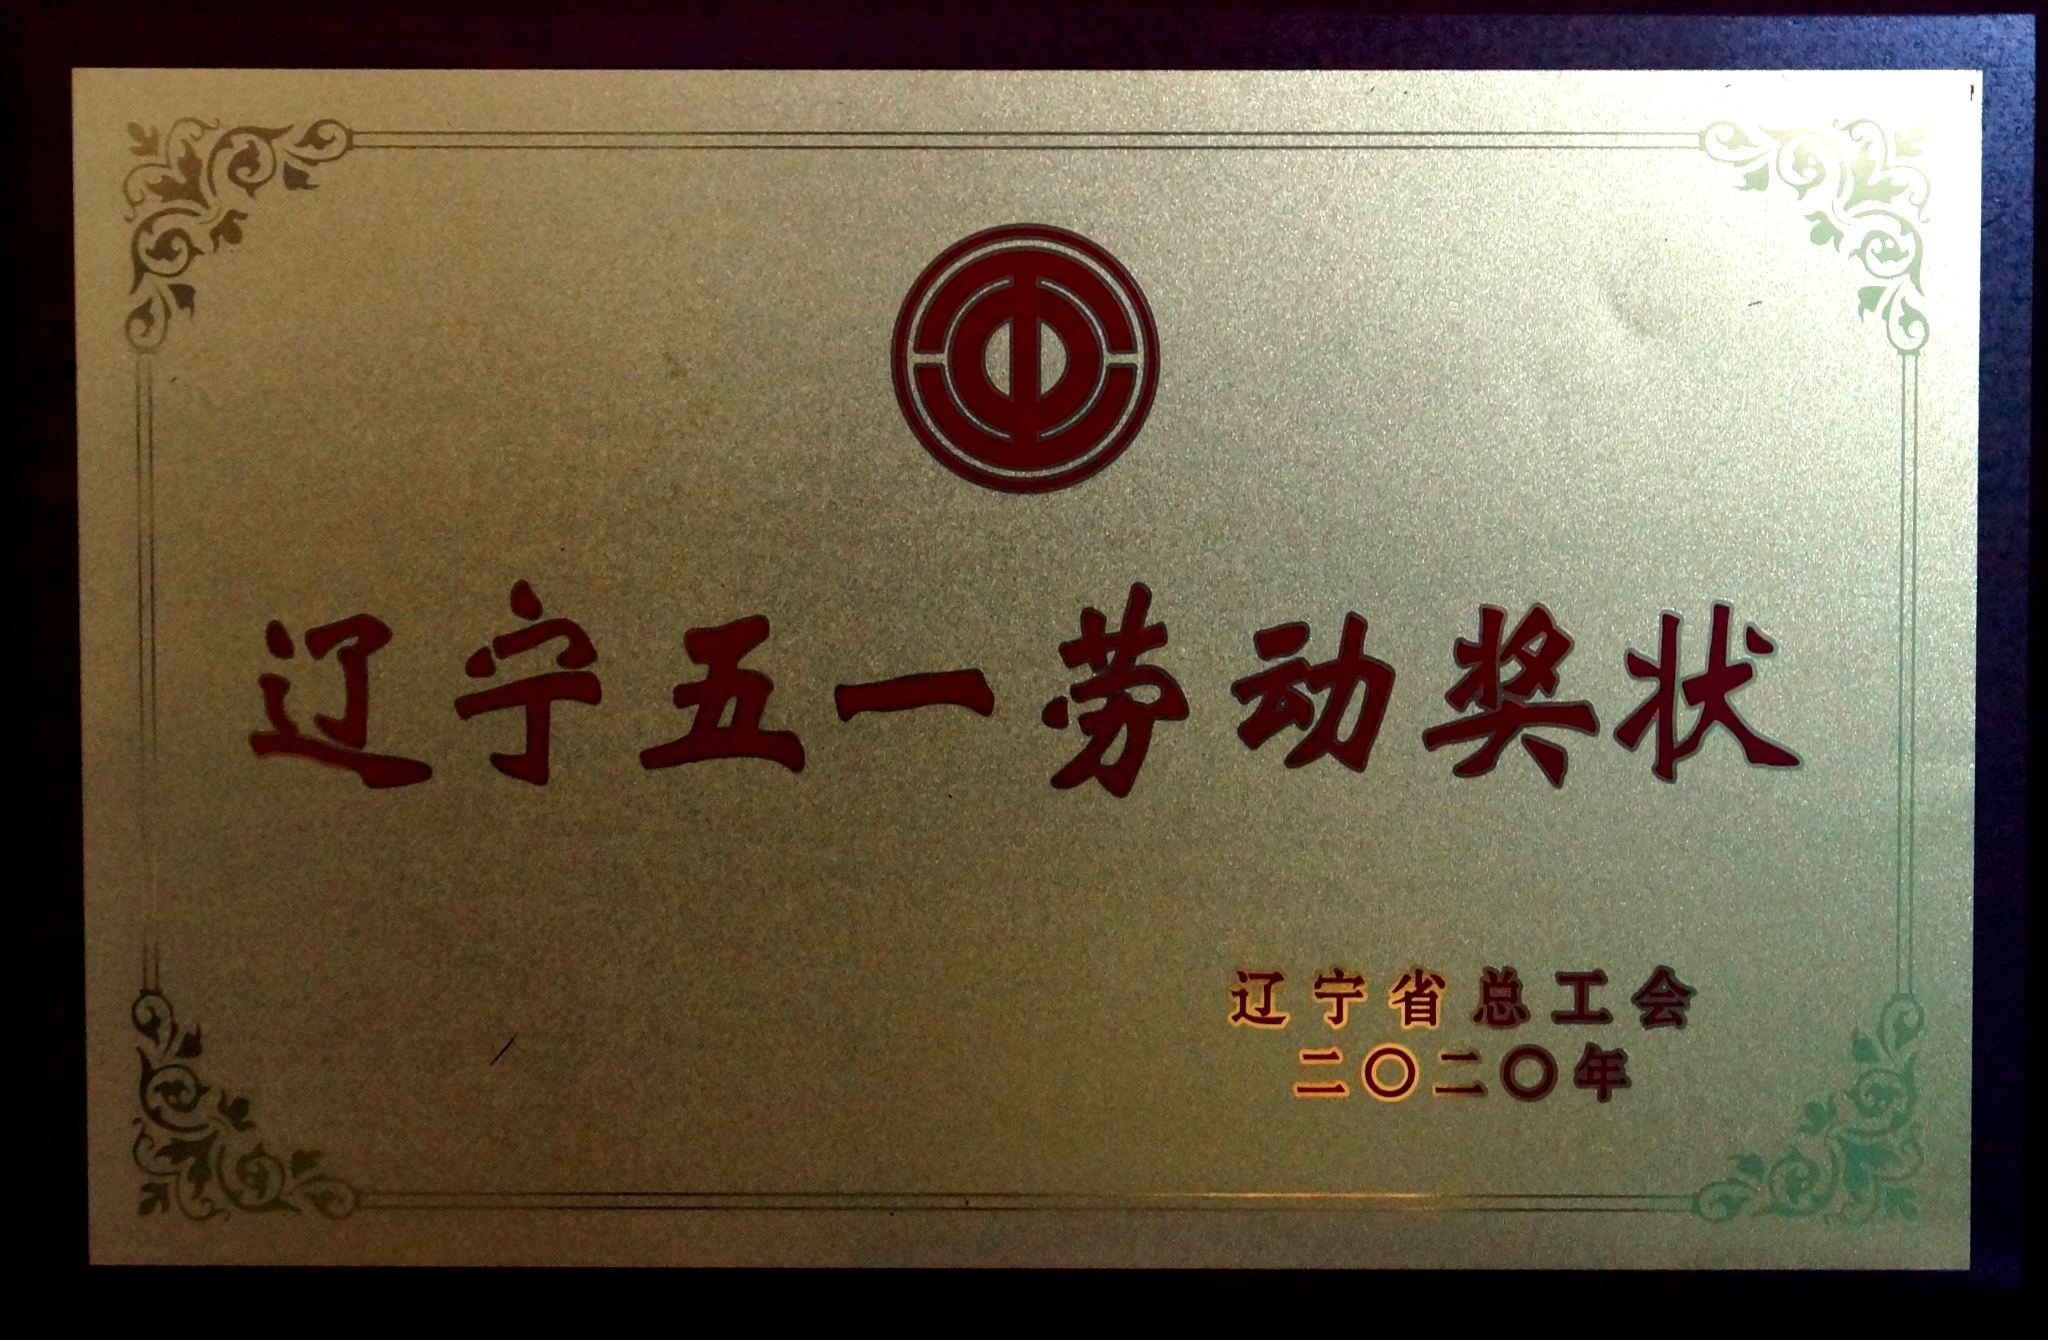 辽宁五一劳动奖状
辽宁省总工会
二〇二〇年